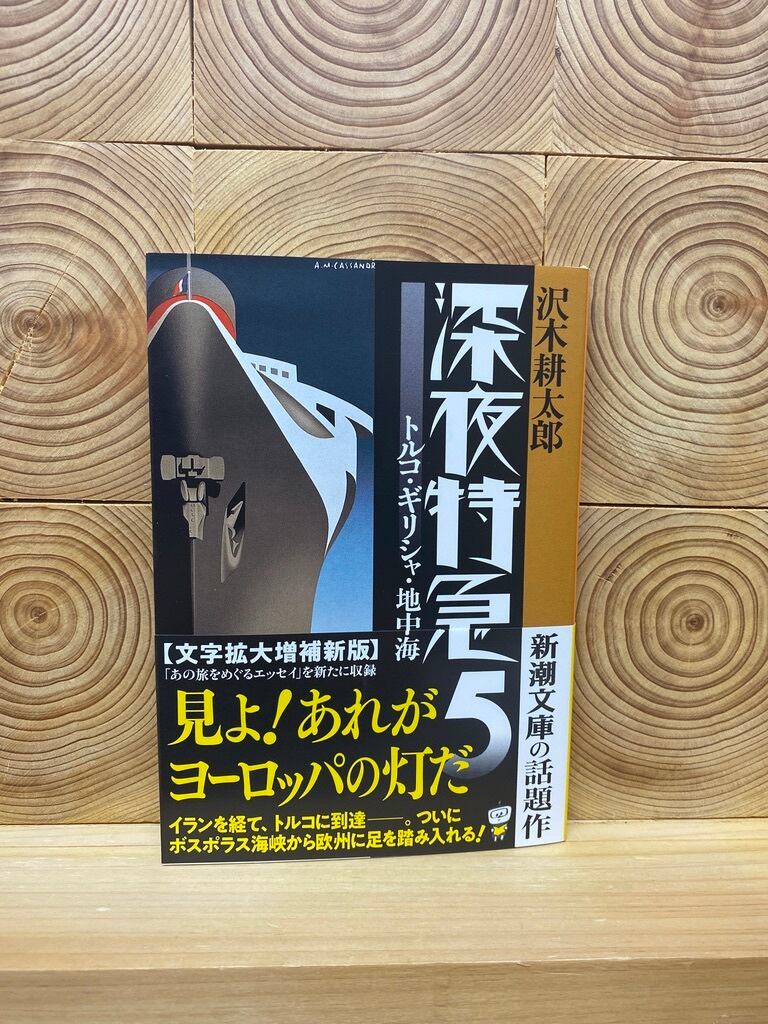 A.M.CASSANDR
沢木耕太郎
深夜特急5
トルコ・ギリシャ・地中海
【文字拡大増補新版】
「あの旅をめぐるエッセイ」を新たに収録
見よ!あれが
ヨーロッパの灯だ
イランを経て、トルコに到達――。ついに
ボスポラス海峡から欧州に足を踏み入れる!
新潮文庫の話題作